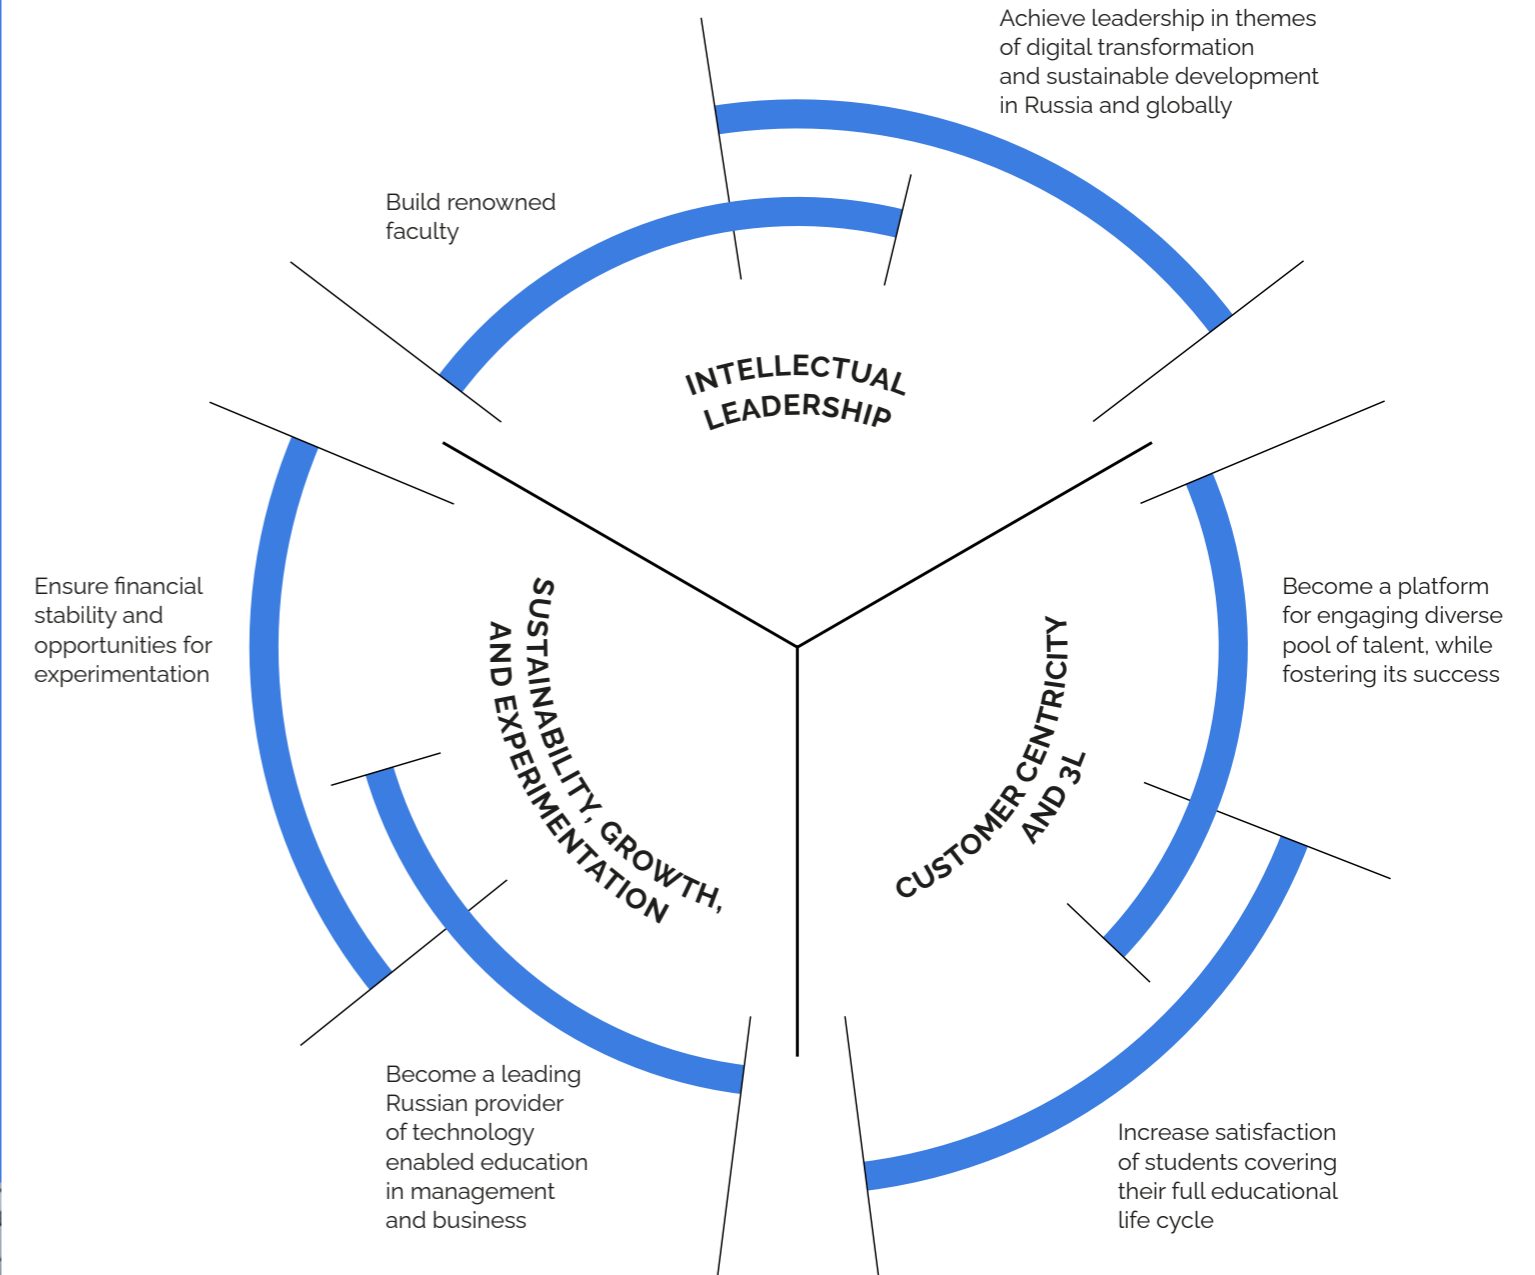 Achieve leadership in themes
of digital transformation
and sustainable development
in Russia and globally
Build renowned
faculty
INTELLECTUAL
LEADERSHIP
Ensure financial
stability and
opportunities for
experimentation
SUSTAINABILITY, GROWTH,
AND EXPERIMENTATION
CUSTOMER CENTRICITY
AND 3L
Become a platform
for engaging diverse
pool of talent, while
fostering its success
Become a leading
Russian provider
of technology
enabled education
in management
and business
Increase satisfaction
of students covering
their full educational
life cycle